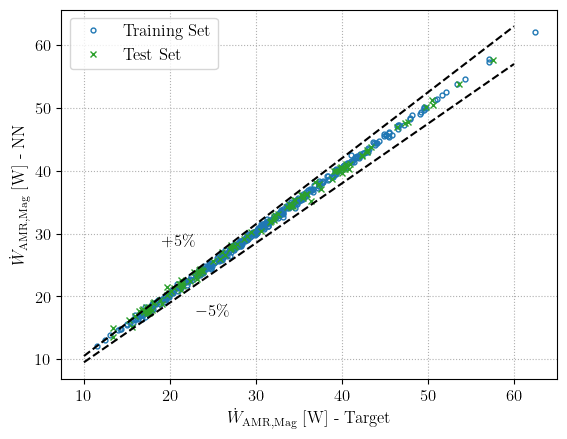 Training Set
Test Set
60
50
40
30
20
10
Ẇ_AMR,Mag [W] - NN
+5%
−5%
10 20 30 40 50 60
Ẇ_AMR,Mag [W] - Target